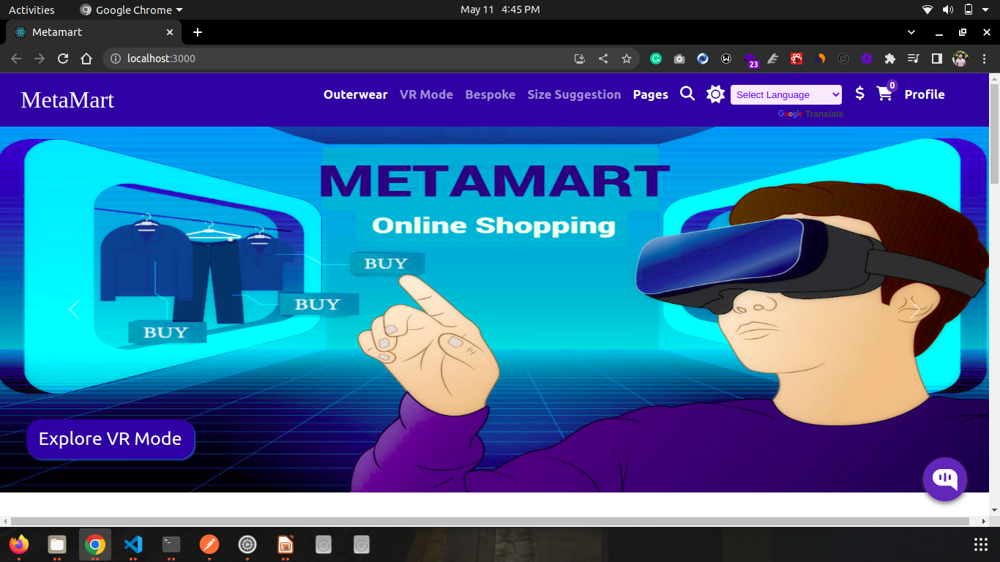 Activities
Google Chrome
May 11 4:45 PM
Metamart
localhost:3000
23
MetaMart
Outerwear
VR Mode
Bespoke
Size Suggestion
Pages
Select Language
$
0
Profile
Google Translate
METAMART
Online Shopping
BUY
BUY
BUY
Explore VR Mode